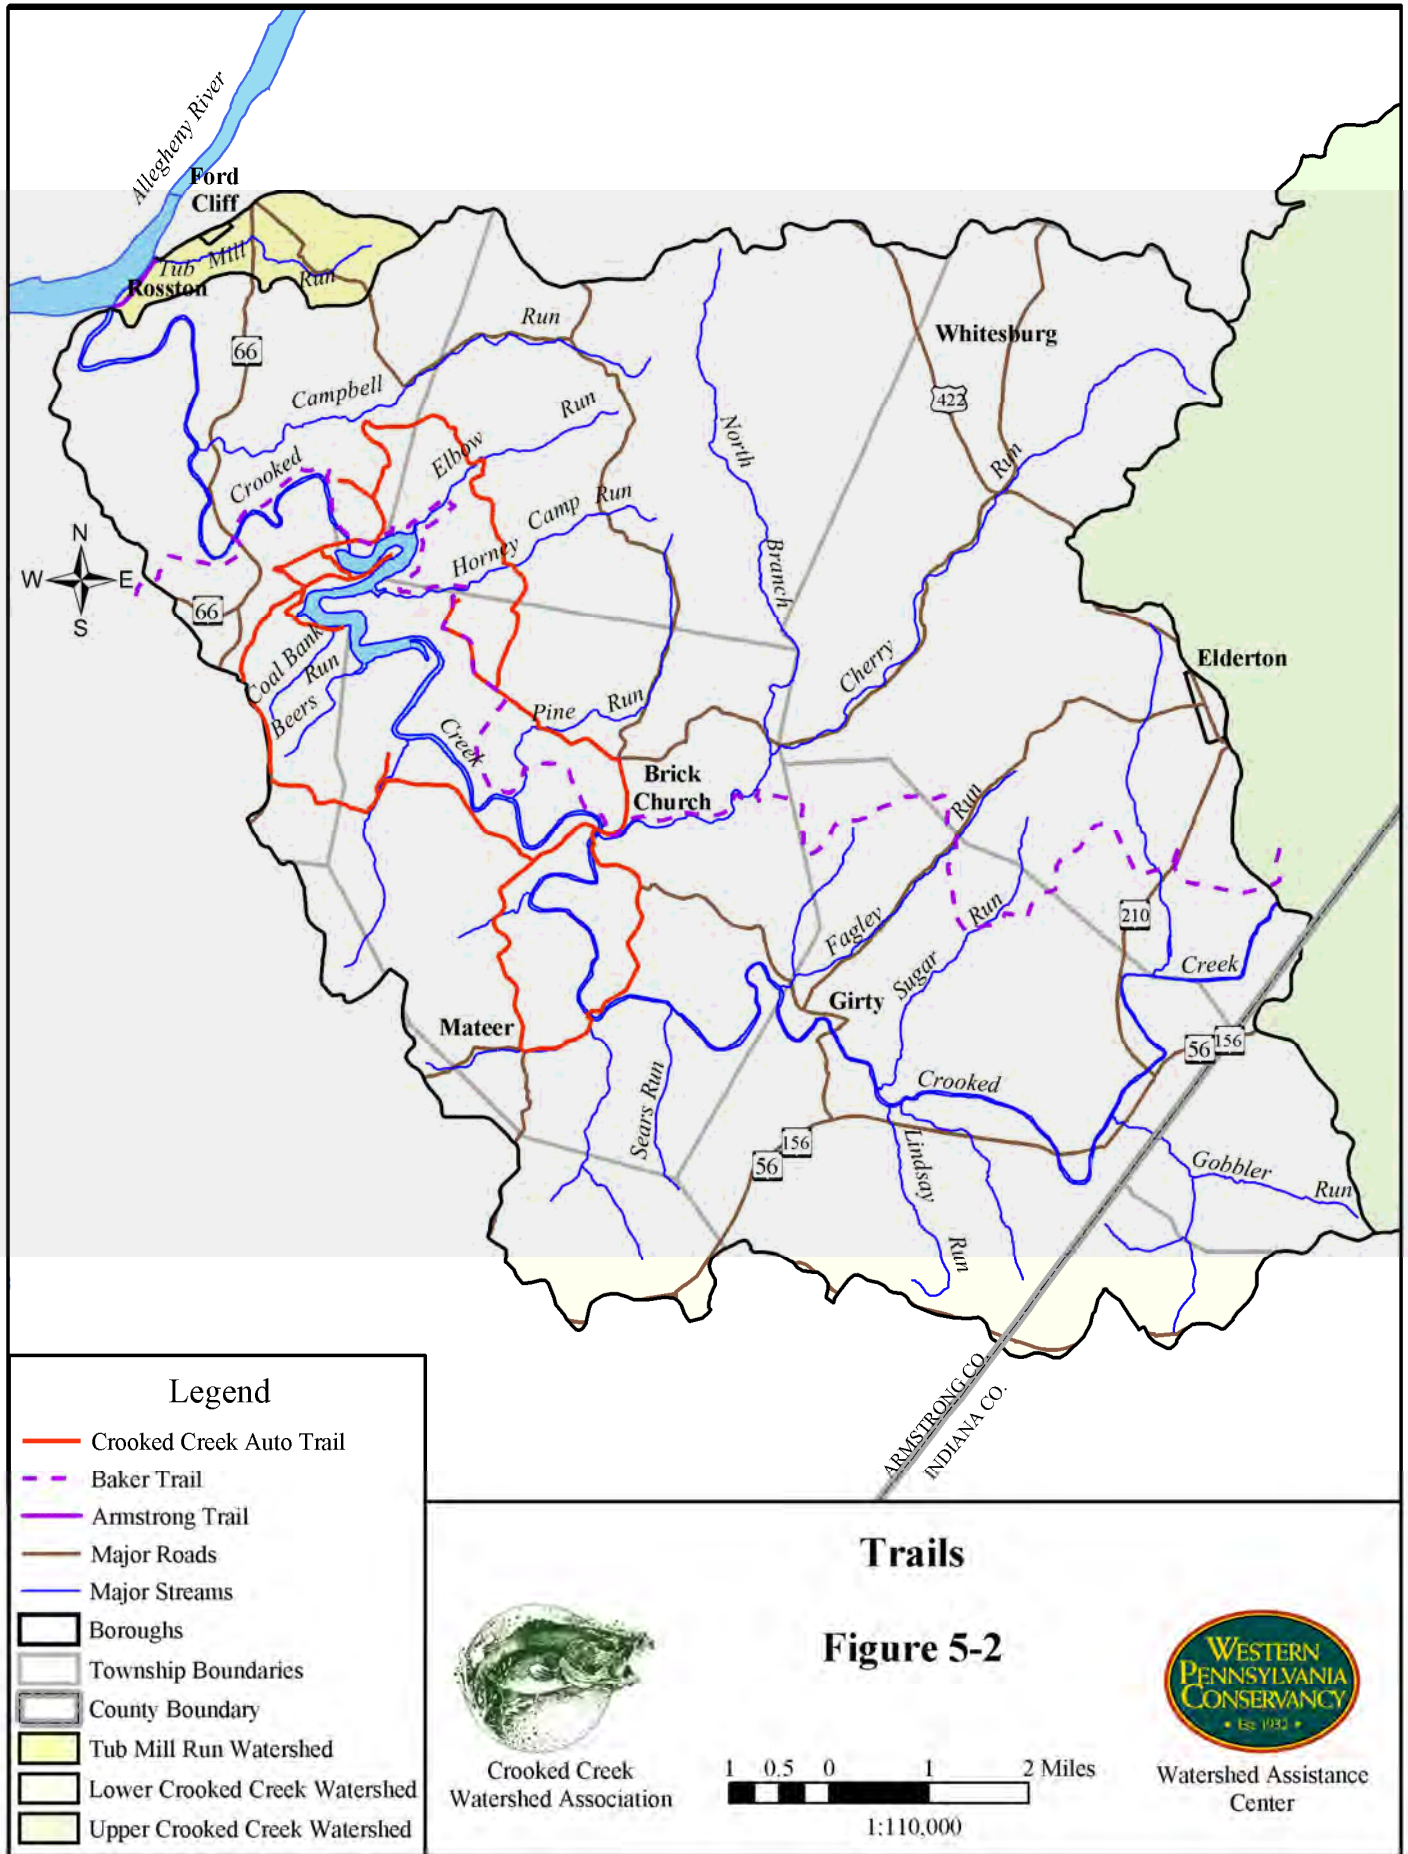 Allegheny River
Ford
Cliff
Tub Mill
Run
Rosston
66
Run
Campbell
Run
Elbow
Crooked
Camp Run
Horney
North
Branch
Whitesburg
422
Run
N
W E
S
66
Coal Bank
Run
Beers
Creek
Pine Run
Cherry
Elderton
Brick
Church
Run
Fagley
Run
Sugar
210
Creek
Girty
Mateer
56 156
Crooked
Sears Run
156
56
Lindsay
Run
Gobbler
Run
ARMSTRONG CO.
INDIANA CO.
Legend
Crooked Creek Auto Trail
Baker Trail
Armstrong Trail
Major Roads
Major Streams
Boroughs
Township Boundaries
County Boundary
Tub Mill Run Watershed
Lower Crooked Creek Watershed
Upper Crooked Creek Watershed
Trails
Figure 5-2
Crooked Creek
Watershed Association
1 0.5 0 1 2 Miles
1:110,000
WESTERN
PENNSYLVANIA
CONSERVANCY
• Est 1932 •
Watershed Assistance
Center